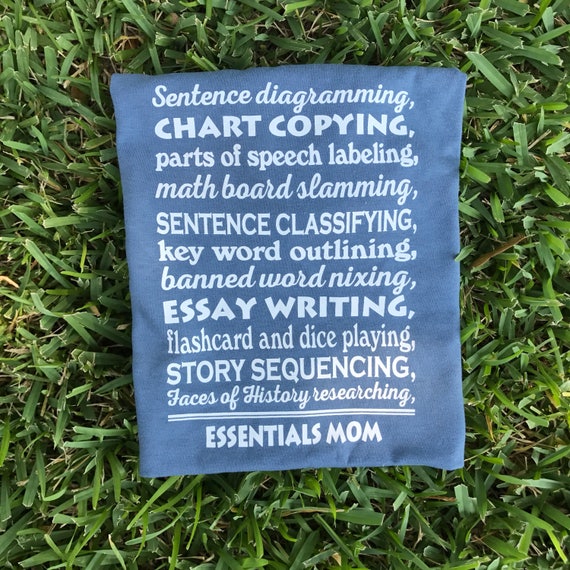 Sentence diagramming,
CHART COPYING,
parts of speech labeling,
math board slamming,
SENTENCE CLASSIFYING,
key word outlining,
banned word nixing,
ESSAY WRITING,
flashcard and dice playing,
STORY SEQUENCING,
Faces of History researching,
ESSENTIALS MOM